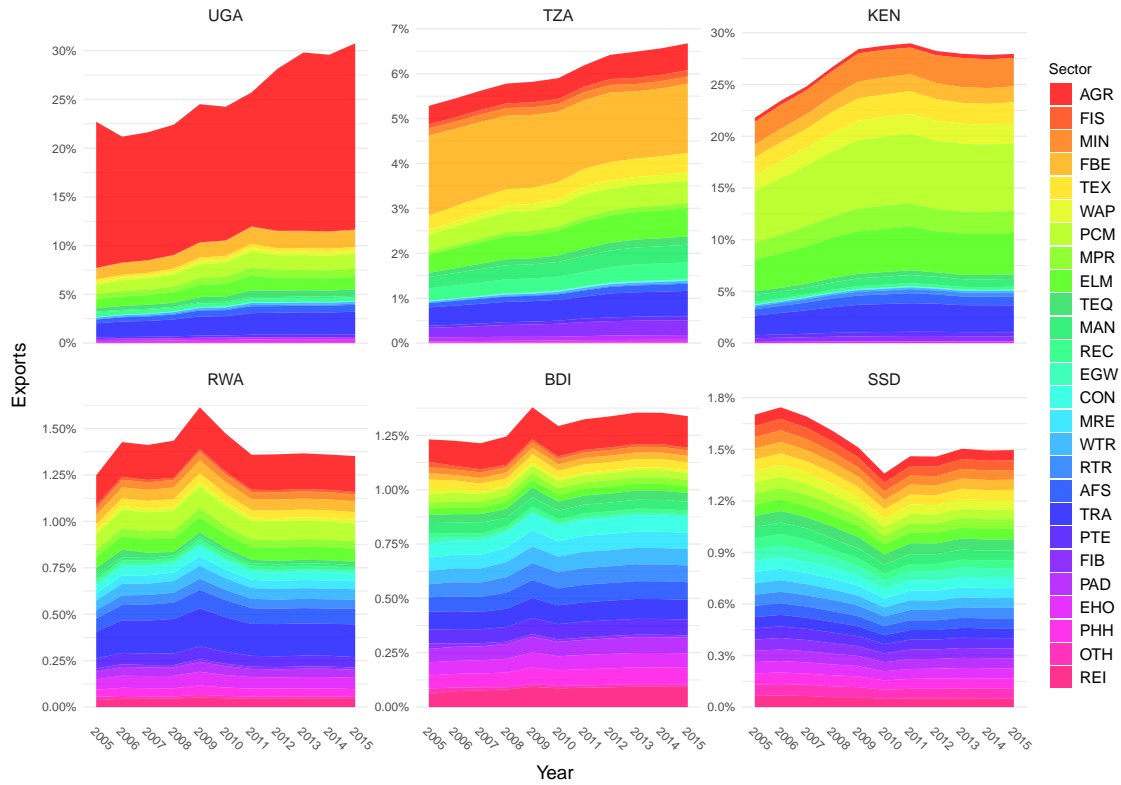 UGA
TZA
KEN
30%
25%
20%
15%
10%
5%
0%
7%
6%
5%
4%
3%
2%
1%
0%
30%
25%
20%
15%
10%
5%
0%
Exports
RWA
BDI
SSD
1.50%
1.25%
1.00%
0.75%
0.50%
0.25%
0.00%
1.25%
1.00%
0.75%
0.50%
0.25%
0.00%
1.8%
1.5%
1.2%
0.9%
0.6%
0.3%
0.0%
2005 2006 2007 2008 2009 2010 2011 2012 2013 2014 2015
2005 2006 2007 2008 2009 2010 2011 2012 2013 2014 2015
2005 2006 2007 2008 2009 2010 2011 2012 2013 2014 2015
Year
Sector
AGR
FIS
MIN
FBE
TEX
WAP
PCM
MPR
ELM
TEQ
MAN
REC
EGW
CON
MRE
WTR
RTR
AFS
TRA
PTE
FIB
PAD
EHO
PHH
OTH
REI